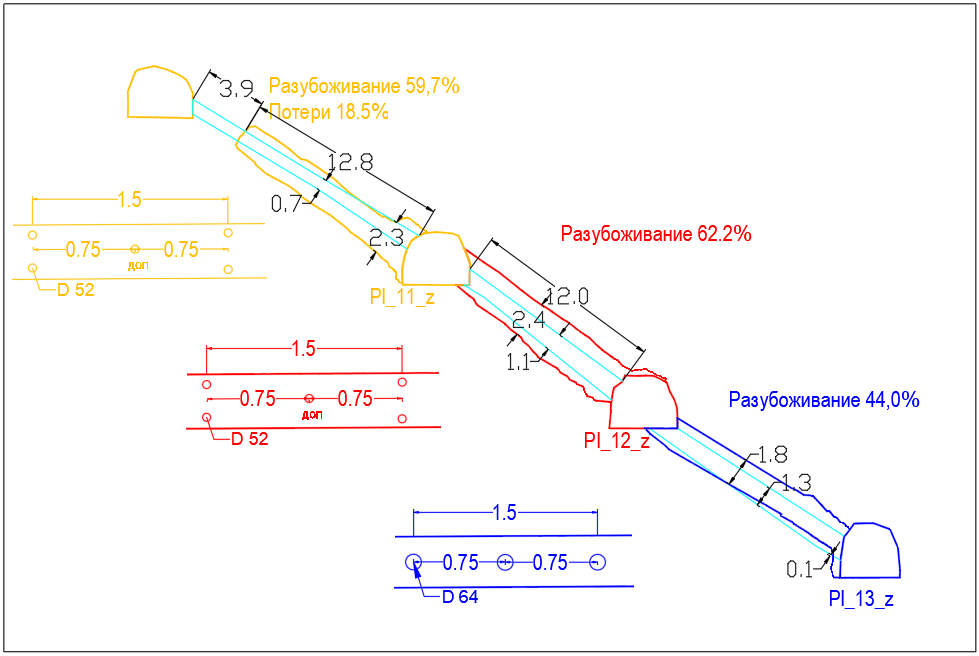 3.9
Разубоживание 59,7%
Потери 18.5%
12.8
0.7
2.3
1.5
0.75
0.75
доп
D 52
Pl_11_z
Разубоживание 62.2%
12.0
2.4
1.1
1.5
0.75
0.75
доп
D 52
Pl_12_z
Разубоживание 44,0%
1.8
1.3
0.1
1.5
0.75
0.75
D 64
Pl_13_z